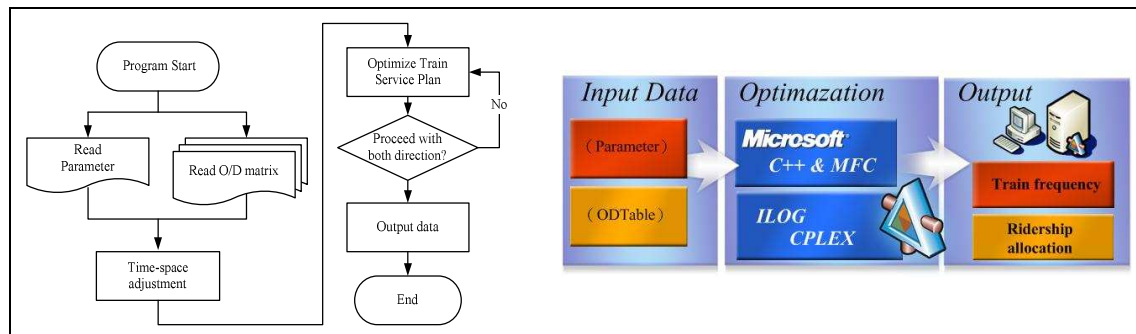 Program Start
Read
Parameter
Read O/D matrix
Time-space
adjustment
Optimize Train
Service Plan
No
Proceed with
both direction?
Output data
End
Input Data
(Parameter)
(ODTable)
Optimazation
Microsoft
C++ & MFC
ILOG
CPLEX
Output
Train frequency
Ridership
allocation